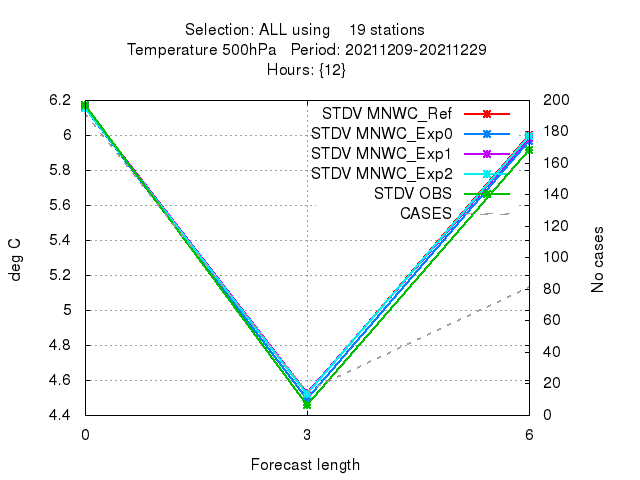 Selection: ALL using 19 stations
Temperature 500hPa Period: 20211209-20211229
Hours: {12}
6.2
6
5.8
5.6
5.4
5.2
5
4.8
4.6
4.4
200
180
160
140
120
100
80
60
40
20
0
STDV MNWC_Ref
STDV MNWC_Exp0
STDV MNWC_Exp1
STDV MNWC_Exp2
STDV OBS
CASES
deg C
No cases
0 3 6
Forecast length